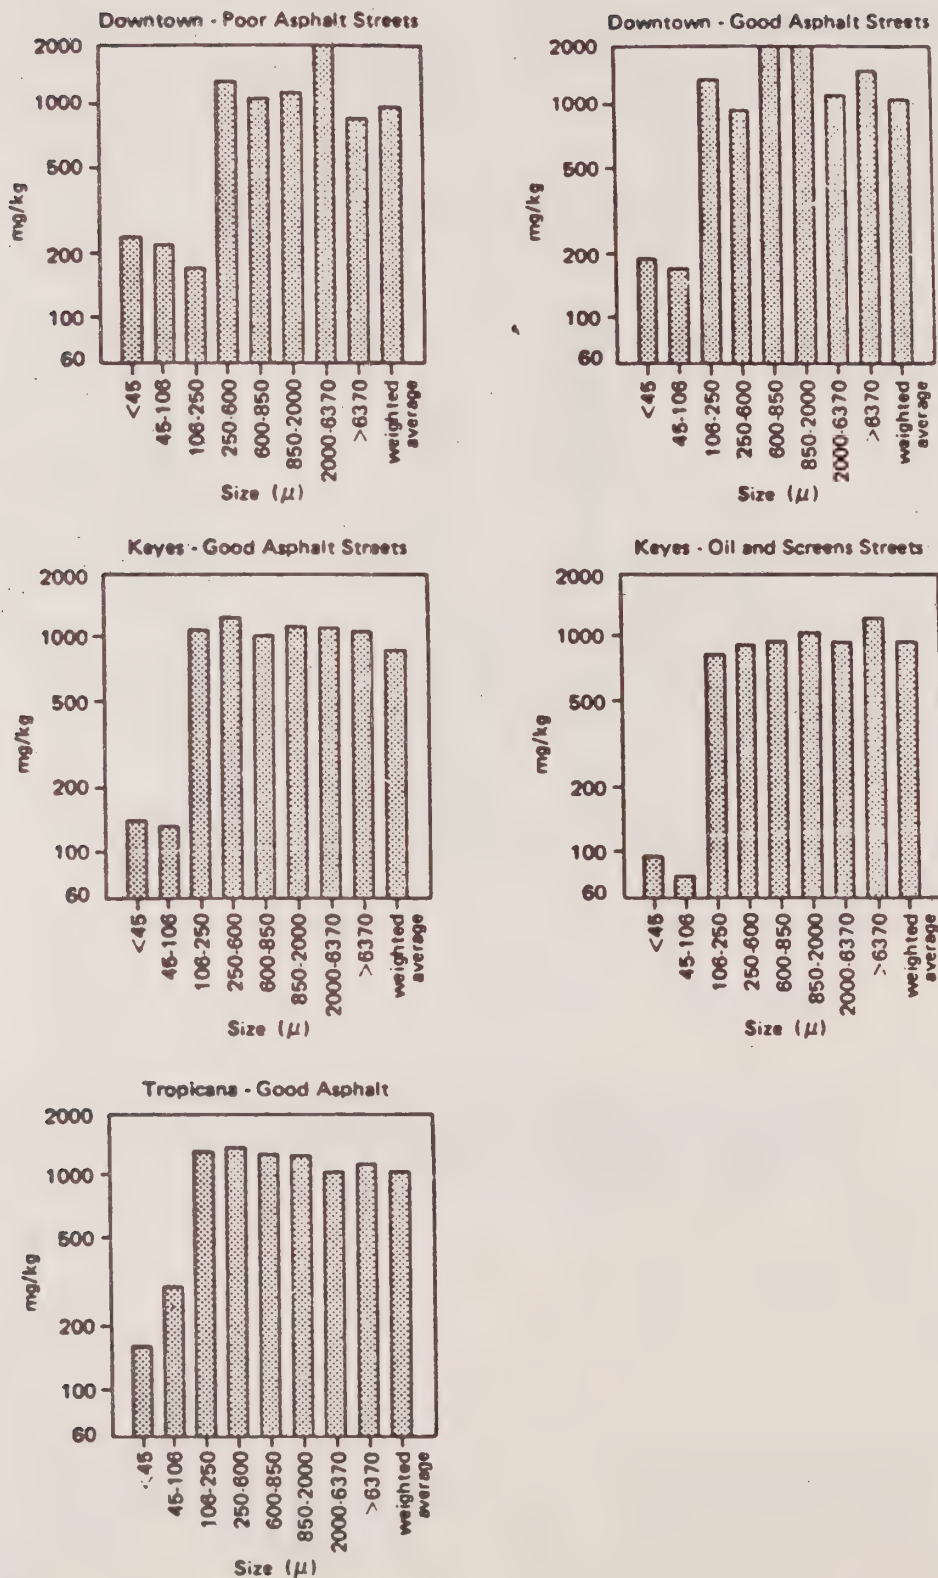 Downtown - Poor Asphalt Streets
2000
1000
500
200
100
60
mg/kg
<45
45-106
106-250
250-600
600-850
850-2000
2000-6370
>6370
weighted
average
Size (μ)
Downtown - Good Asphalt Streets
2000
1000
500
200
100
60
mg/kg
<45
45-106
106-250
250-600
600-850
850-2000
2000-6370
>6370
weighted
average
Size (μ)
Keyes - Good Asphalt Streets
2000
1000
500
200
100
60
mg/kg
<45
45-106
106-250
250-600
600-850
850-2000
2000-6370
>6370
weighted
average
Size (μ)
Keyes - Oil and Screens Streets
2000
1000
500
200
100
60
mg/kg
<45
45-106
106-250
250-600
600-850
850-2000
2000-6370
>6370
weighted
average
Size (μ)
Tropicana - Good Asphalt
2000
1000
500
200
100
60
mg/kg
<45
45-106
106-250
250-600
600-850
850-2000
2000-6370
>6370
weighted
average
Size (μ)